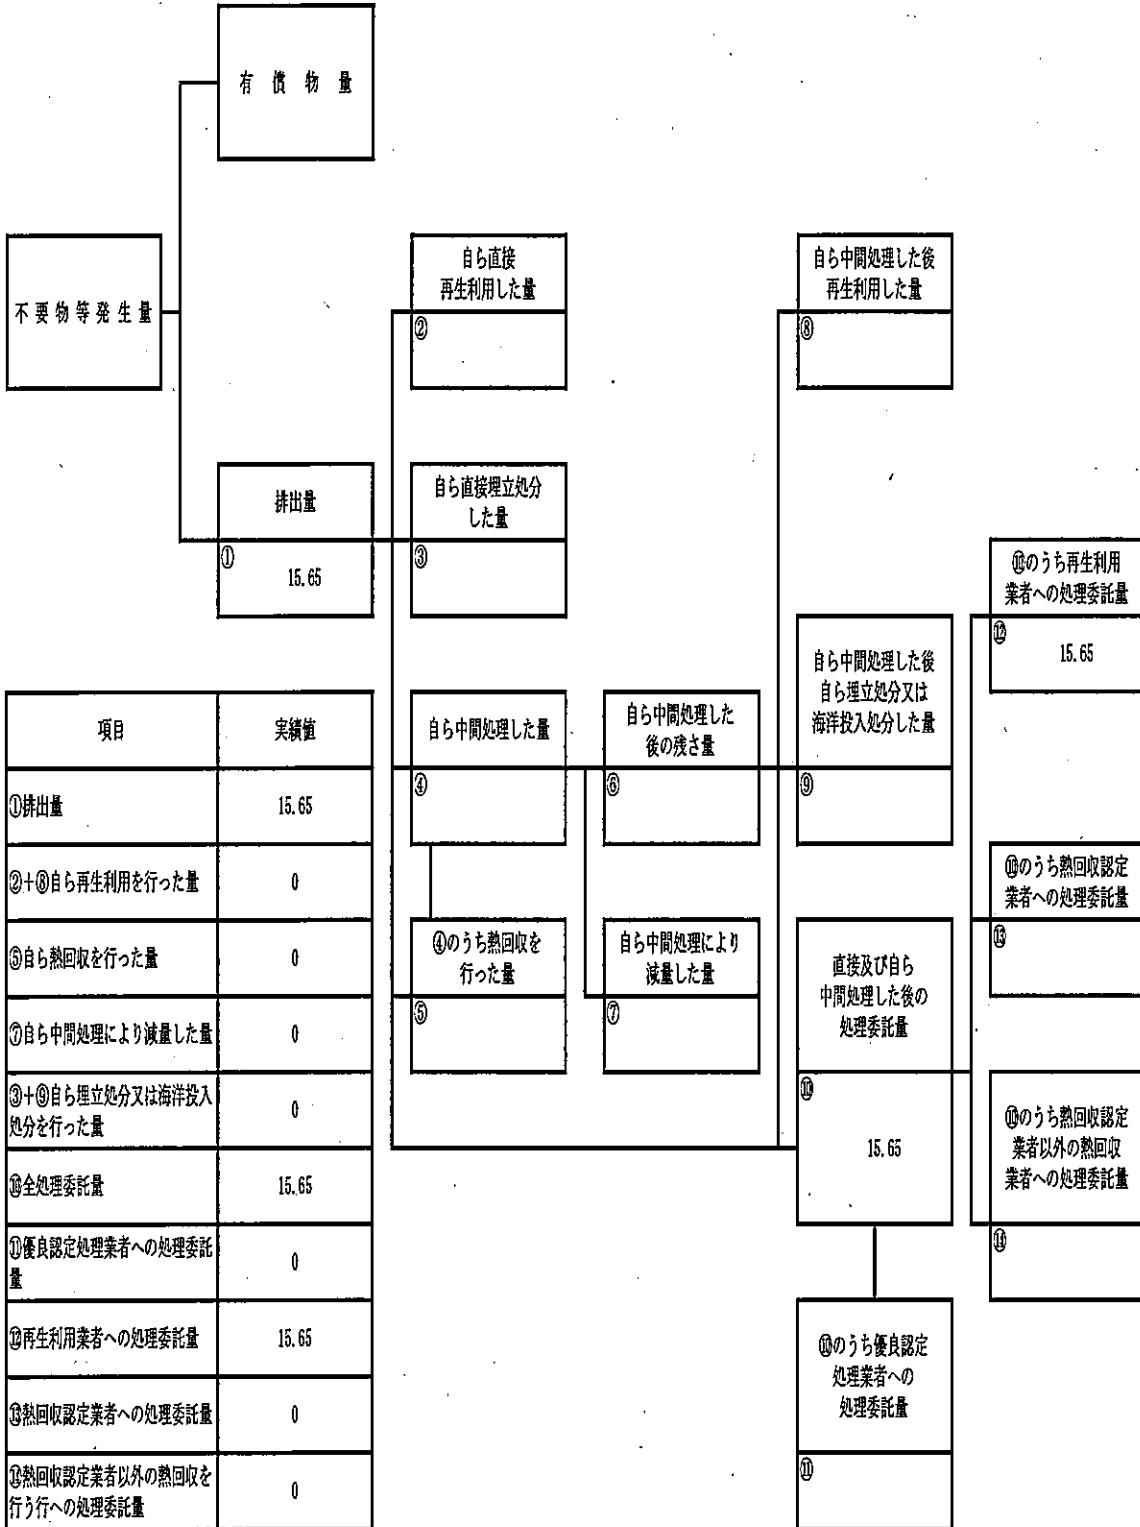 有償物量
不要物等発生量
自ら直接
再生利用した量
②
自ら中間処理した後
再生利用した量
⑧
排出量
①
15.65
自ら直接埋立処分
した量
③
⑩のうち再生利用
業者への処理委託量
⑫
15.65
自ら中間処理した後
自ら埋立処分又は
海洋投入処分した量
⑨
自ら中間処理した量
④
自ら中間処理した
後の残さ量
⑥
⑩のうち熱回収認定
業者への処理委託量
⑬
④のうち熱回収を
行った量
⑤
自ら中間処理により
減量した量
⑦
直接及び自ら
中間処理した後の
処理委託量
⑩
15.65
⑩のうち熱回収認定
業者以外の熱回収
業者への処理委託量
⑭
⑩のうち優良認定
処理業者への
処理委託量
⑪
項目 実績値
①排出量 15.65
②+⑧自ら再生利用を行った量 0
⑤自ら熱回収を行った量 0
⑦自ら中間処理により減量した量 0
③+⑨自ら埋立処分又は海洋投入
処分を行った量 0
⑩全処理委託量 15.65
⑪優良認定処理業者への処理委託
量 0
⑫再生利用業者への処理委託量 15.65
⑬熱回収認定業者への処理委託量 0
⑭熱回収認定業者以外の熱回収を
行う行への処理委託量 0